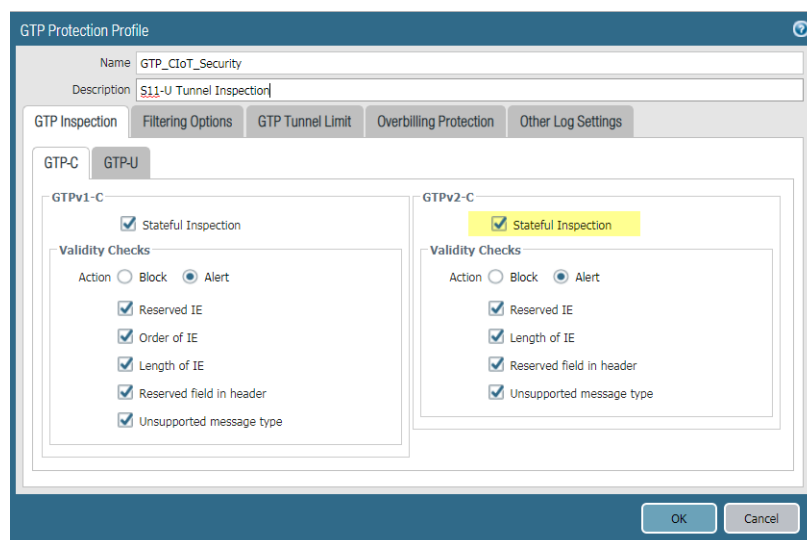 GTP Protection Profile
Name GTP_CIoT_Security
Description S11-U Tunnel Inspection
GTP Inspection Filtering Options GTP Tunnel Limit Overbilling Protection Other Log Settings
GTP-C GTP-U
GTPv1-C
Stateful Inspection
Validity Checks
Action Block Alert
Reserved IE
Order of IE
Length of IE
Reserved field in header
Unsupported message type
GTPv2-C
Stateful Inspection
Validity Checks
Action Block Alert
Reserved IE
Length of IE
Reserved field in header
Unsupported message type
OK Cancel